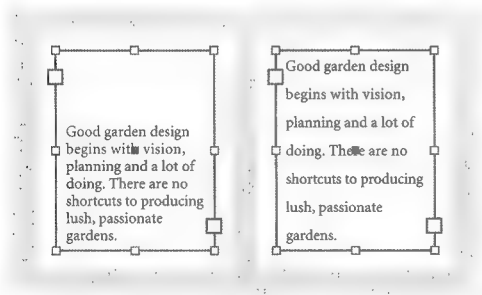 Good garden design
begins with vision,
planning and a lot of
doing. There are no
shortcuts to producing
lush, passionate
gardens.
Good garden design
begins with vision,
planning and a lot of
doing. There are no
shortcuts to producing
lush, passionate
gardens.